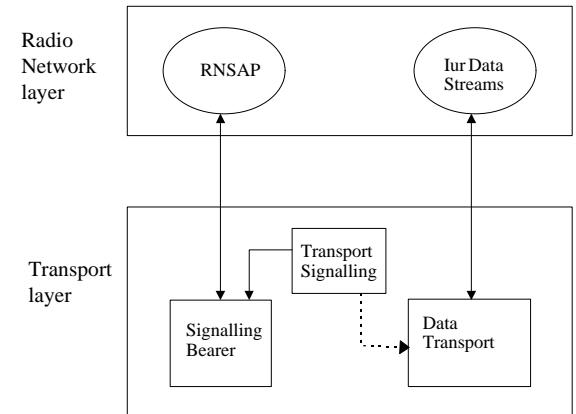 Radio
Network
layer
RNSAP
Iur Data
Streams
Transport
layer
Transport
Signalling
Signalling
Bearer
Data
Transport